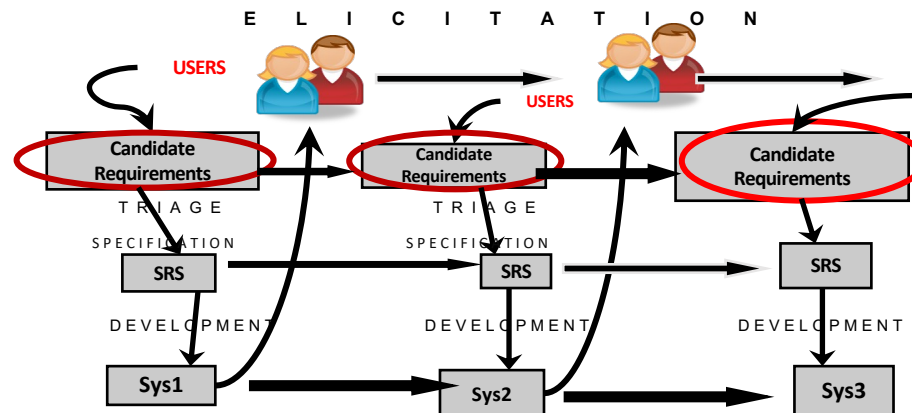 E L I C I T A T I O N
USERS
USERS
Candidate
Requirements
Candidate
Requirements
Candidate
Requirements
T R I A G E
T R I A G E
SPECIFICATION
SPECIFICATION
SRS
SRS
SRS
DEVELOPMENT
DEVELOPMENT
DEVELOPMENT
Sys1
Sys2
Sys3